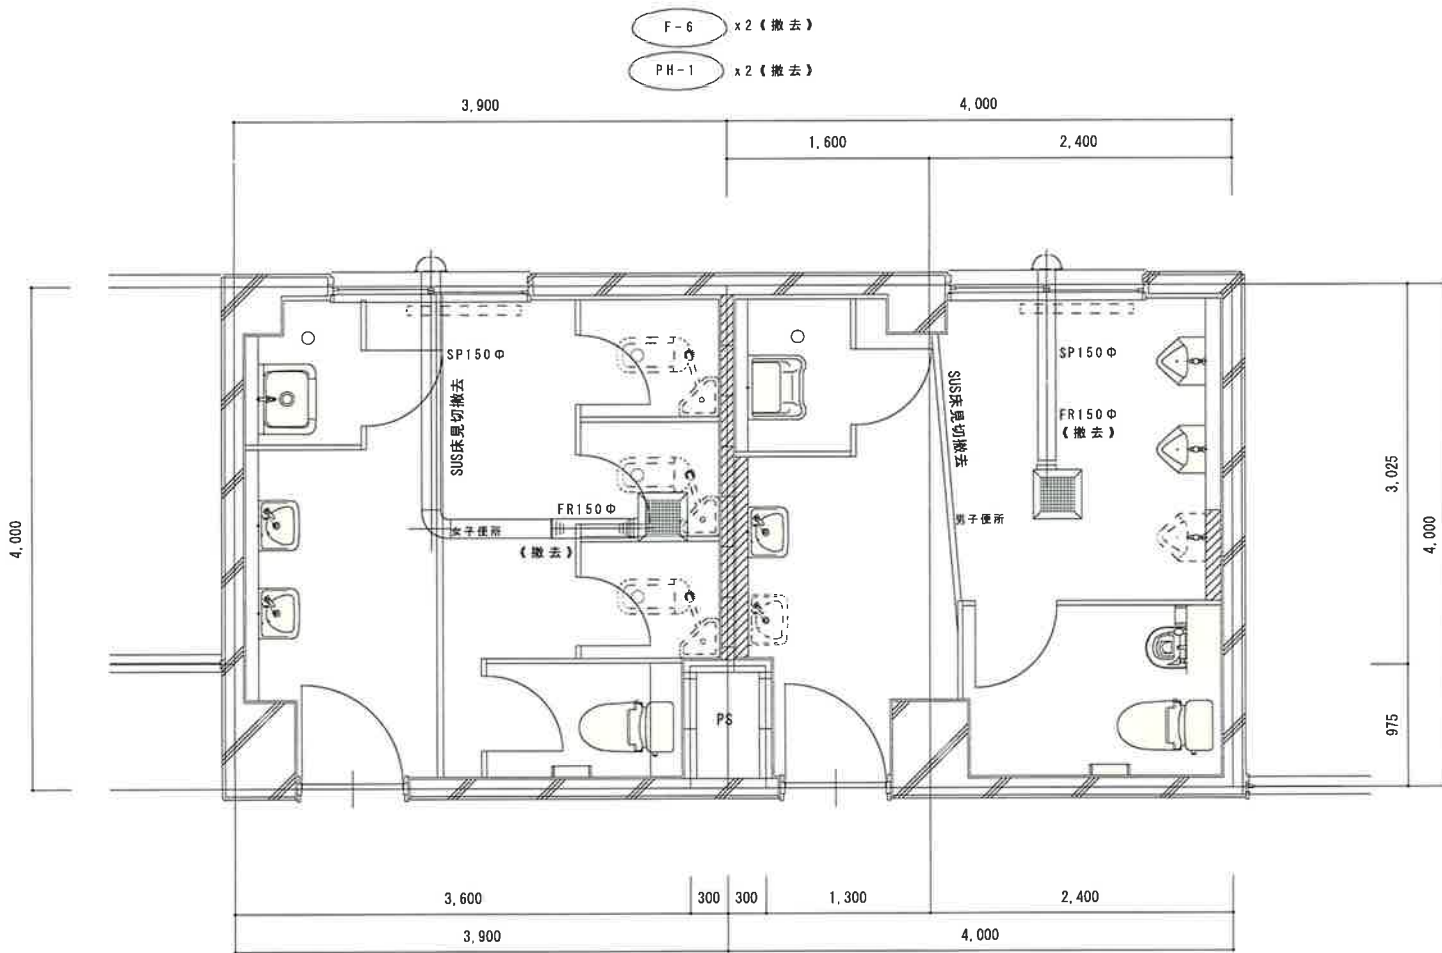 F-6 x2《撤去》
PH-1 x2《撤去》
3,900 4,000
1,600 2,400
SP150Φ
SUS床見切撤去
FR150Φ
女子便所
《撤去》
SP150Φ
FR150Φ
《撤去》
SUS床見切撤去
男子便所
PS
4,000
3,025
975
4,000
3,600 300 300 1,300 2,400
3,900 4,000